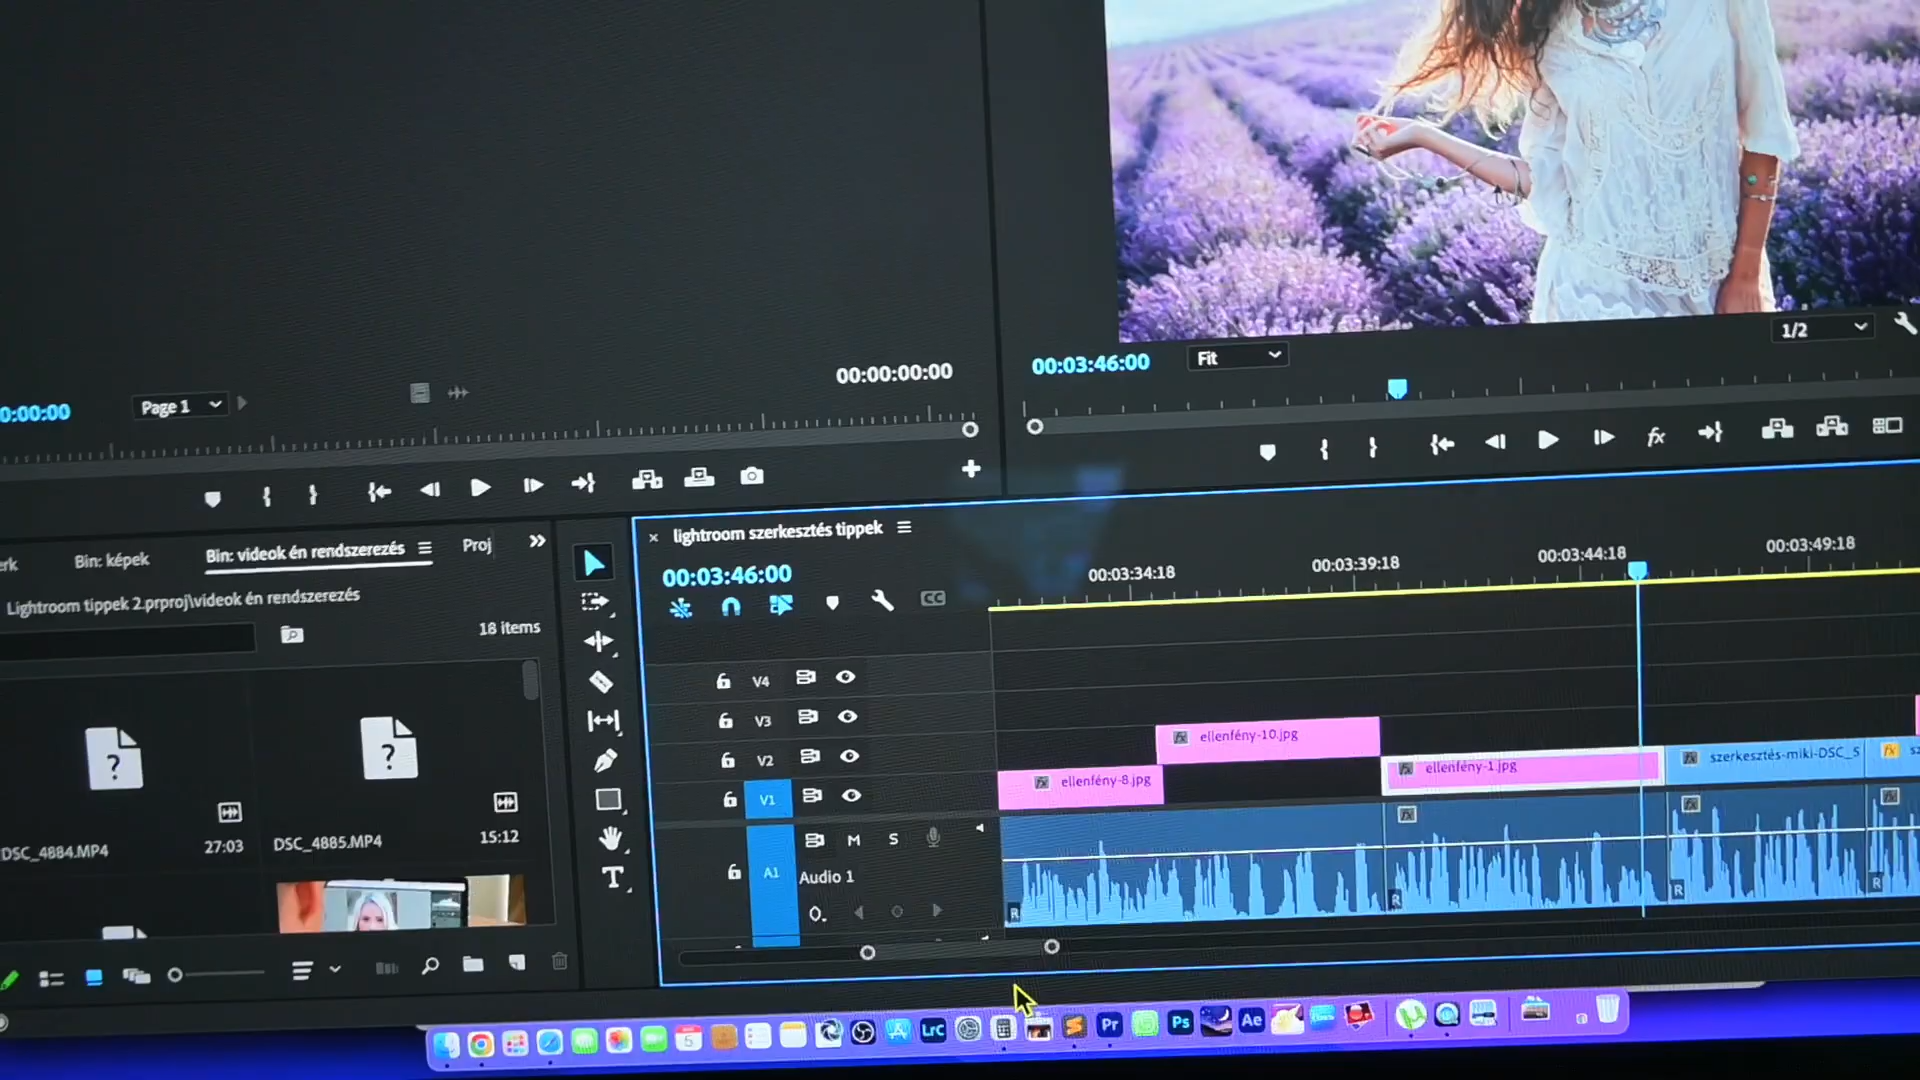 1/2
00:03:46:00
Fit
00:00:00:00
0:00:00
Page 1
lightroom szerkesztés tippek
Bin: képek
Bin: videok én rendszerezés
Proj
00:03:46:00
00:03:34:18
00:03:39:18
00:03:44:18
00:03:49:18
Lightroom tippek 2.prproj\videok én rendszerezés
18 items
CC
V4
V3
V2
V1
ellenfény-10.jpg
ellenfény-8.jpg
ellenfény-1.jpg
szerkesztés-miki-DSC_5
DSC_4884.MP4
27:03
DSC_4885.MP4
15:12
A1
M
S
Audio 1
R
R
R
R
LrC
Pr
Ps
Ae